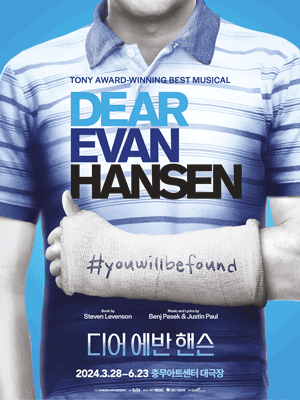 TONY AWARD-WINNING BEST MUSICAL
DEAR
EVAN
HANSEN
#youwillbefound
Book by
Steven Levenson
Music and Lyrics by
Benj Pasek & Justin Paul
디어 에반 핸슨
2024.3.28–6.23 충무아트센터 대극장